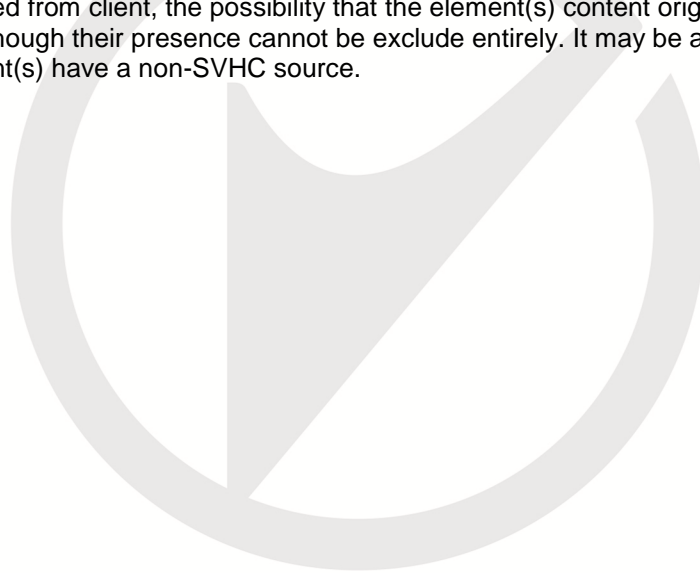 ed from client, the possibility that the element(s) content orig
hough their presence cannot be exclude entirely. It may be a
nt(s) have a non-SVHC source.